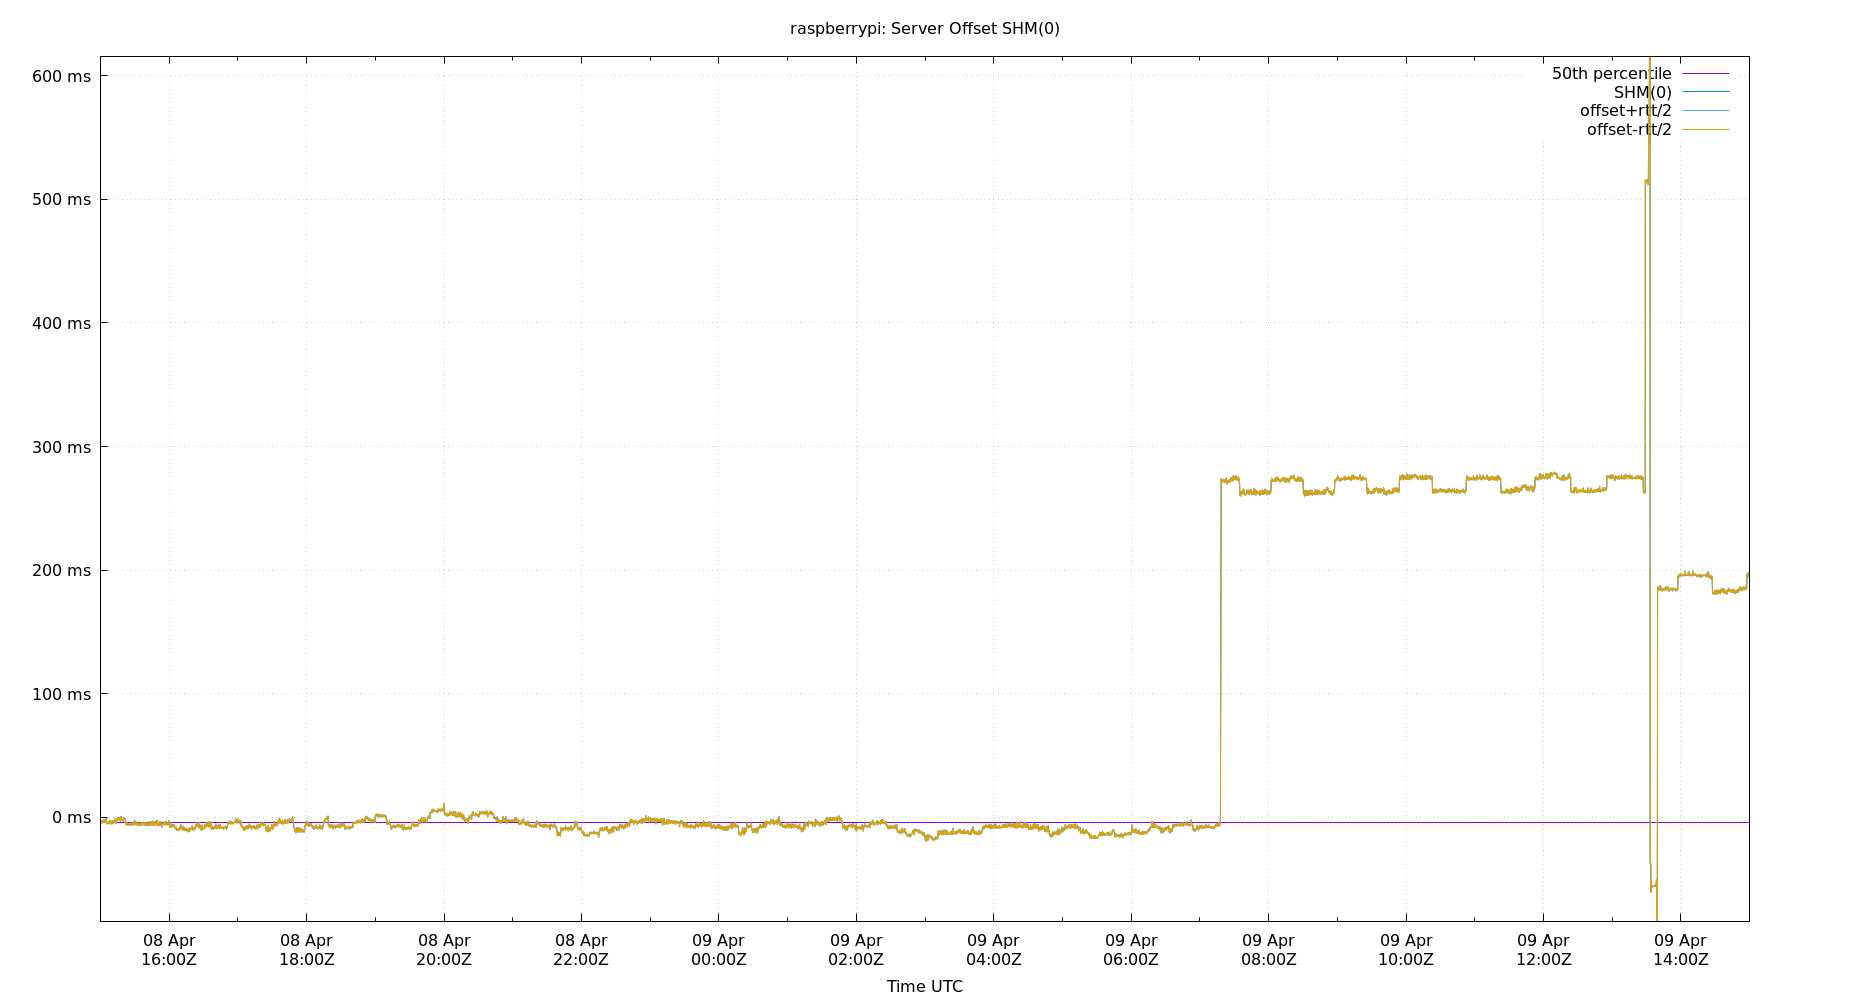 raspberrypi: Server Offset SHM(0)
600 ms
500 ms
400 ms
300 ms
200 ms
100 ms
0 ms
50th percentile
SHM(0)
offset+rtt/2
offset-rtt/2
08 Apr 08 Apr 08 Apr 08 Apr 09 Apr 09 Apr 09 Apr 09 Apr 09 Apr 09 Apr 09 Apr 09 Apr
16:00Z 18:00Z 20:00Z 22:00Z 00:00Z 02:00Z 04:00Z 06:00Z 08:00Z 10:00Z 12:00Z 14:00Z
Time UTC